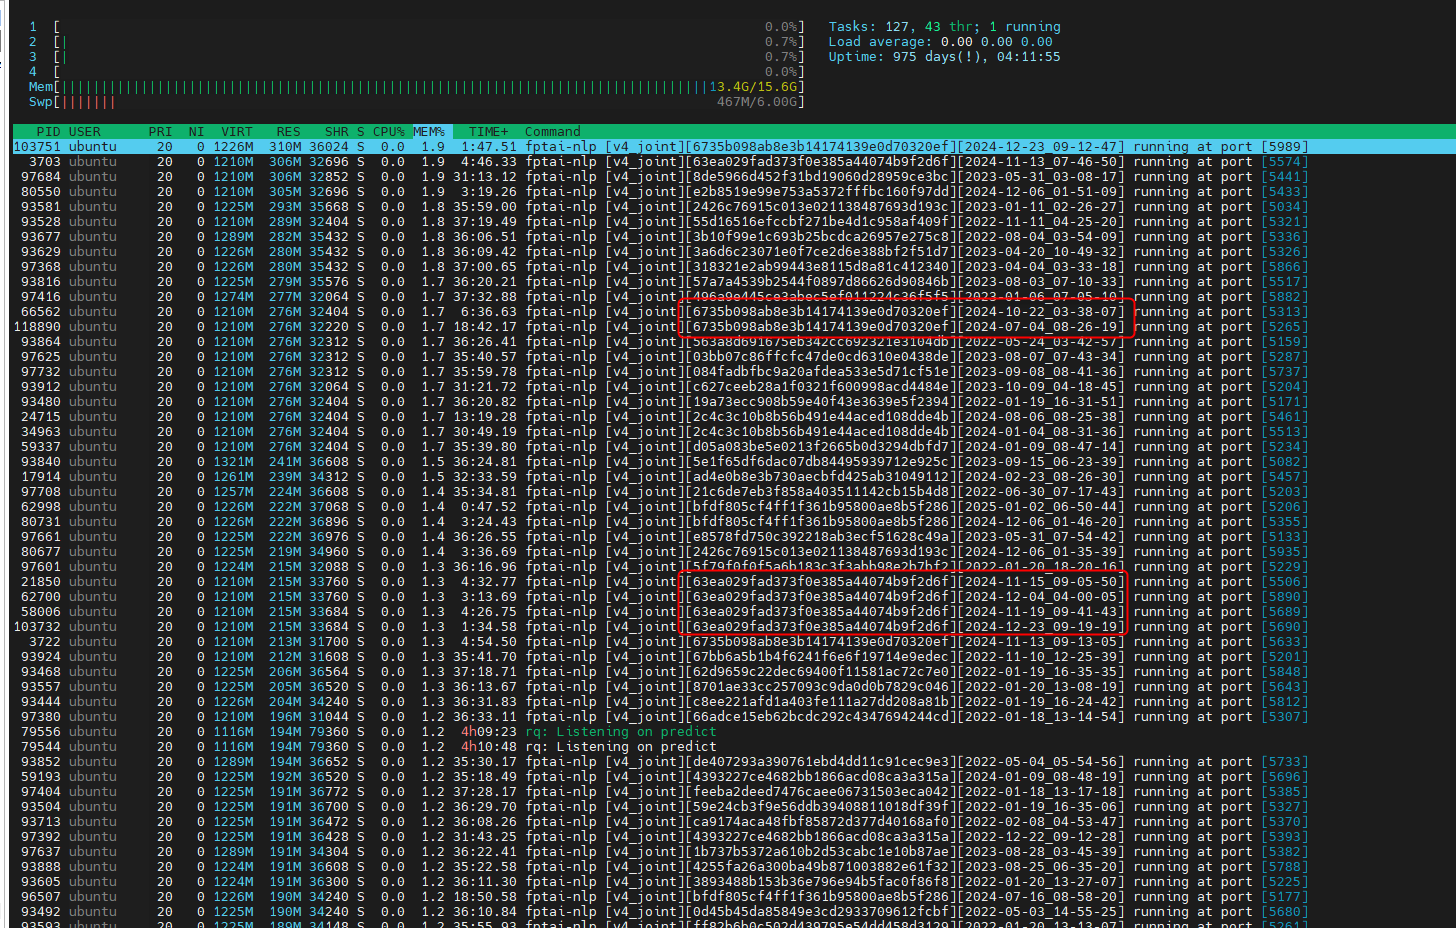 1 [ 0.0%] Tasks: 127, 43 thr; 1 running
2 [| 0.7%] Load average: 0.00 0.00 0.00
3 [| 0.7%] Uptime: 975 days(!), 04:11:55
4 [ 0.0%]
Mem[||||||||||||||||||||||||||||||||||||||||||||||||||||||||||||||||||||||||||||||||||13.4G/15.6G]
Swp[||||||| 467M/6.00G]
PID USER PRI NI VIRT RES SHR S CPU% MEM% TIME+ Command
103751 ubuntu 20 0 1226M 310M 36024 S 0.0 1.9 1:47.51 fptai-nlp [v4_joint][6735b098ab8e3b14174139e0d70320ef][2024-12-23_09-12-47] running at port [5989]
3703 ubuntu 20 0 1210M 306M 32696 S 0.0 1.9 4:46.33 fptai-nlp [v4_joint][63ea029fad373f0e385a44074b9f2d6f][2024-11-13_07-46-50] running at port [5574]
97684 ubuntu 20 0 1210M 306M 32852 S 0.0 1.9 31:13.12 fptai-nlp [v4_joint][8de5966d452f31bd19060d28959ce3bc][2023-05-31_03-08-17] running at port [5441]
80550 ubuntu 20 0 1210M 305M 32696 S 0.0 1.9 3:19.26 fptai-nlp [v4_joint][e2b8519e99e753a5372fffbc160f97dd][2024-12-06_01-51-09] running at port [5433]
93581 ubuntu 20 0 1225M 293M 35668 S 0.0 1.8 35:59.00 fptai-nlp [v4_joint][2426c76915c013e021138487693d193c][2023-01-11_02-26-27] running at port [5034]
93528 ubuntu 20 0 1210M 289M 32404 S 0.0 1.8 37:19.49 fptai-nlp [v4_joint][55d16516efccbf271be4d1c958af409f][2022-11-11_04-25-20] running at port [5321]
93677 ubuntu 20 0 1289M 282M 35432 S 0.0 1.8 36:06.51 fptai-nlp [v4_joint][3b10f99e1c693b25bcdca26957e275c8][2022-08-04_03-54-09] running at port [5336]
93629 ubuntu 20 0 1226M 280M 35432 S 0.0 1.8 36:09.42 fptai-nlp [v4_joint][3a6d6c23071e0f7ce2d6e388bf2f51d7][2023-04-20_10-49-32] running at port [5326]
97368 ubuntu 20 0 1226M 280M 35432 S 0.0 1.8 37:00.65 fptai-nlp [v4_joint][318321e2ab99443e8115d8a81c412340][2023-04-04_03-33-18] running at port [5866]
93816 ubuntu 20 0 1225M 279M 35576 S 0.0 1.7 36:20.21 fptai-nlp [v4_joint][57a7a4539b2544f0897d86626d90846b][2023-08-03_07-10-33] running at port [5517]
97416 ubuntu 20 0 1274M 277M 32064 S 0.0 1.7 37:32.88 fptai-nlp [v4_joint] running at port [5882]
66562 ubuntu 20 0 1210M 276M 32404 S 0.0 1.7 6:36.63 fptai-nlp [v4_joint][6735b098ab8e3b14174139e0d70320ef][2024-10-22_03-38-07] running at port [5313]
118890 ubuntu 20 0 1210M 276M 32220 S 0.0 1.7 18:42.17 fptai-nlp [v4_joint][6735b098ab8e3b14174139e0d70320ef][2024-07-04_08-26-19] running at port [5265]
93864 ubuntu 20 0 1210M 276M 32312 S 0.0 1.7 36:26.41 fptai-nlp [v4_joint] running at port [5159]
97625 ubuntu 20 0 1210M 276M 32312 S 0.0 1.7 35:40.57 fptai-nlp [v4_joint][03bb07c86ffcfc47de0cd6310e0438de][2023-08-07_07-43-34] running at port [5287]
97732 ubuntu 20 0 1210M 276M 32312 S 0.0 1.7 35:59.78 fptai-nlp [v4_joint][084fadbfbc9a20afdea533e5d71cf51e][2023-09-08_08-41-36] running at port [5737]
93912 ubuntu 20 0 1210M 276M 32064 S 0.0 1.7 31:21.72 fptai-nlp [v4_joint][c627ceeb28a1f0321f600998acd4484e][2023-10-09_04-18-45] running at port [5204]
93480 ubuntu 20 0 1210M 276M 32408 S 0.0 1.7 36:20.82 fptai-nlp [v4_joint][19a73ecc908b59e40f43e3639e5f2394][2022-01-19_16-31-51] running at port [5171]
24715 ubuntu 20 0 1210M 276M 32404 S 0.0 1.7 13:19.28 fptai-nlp [v4_joint][2c4c3c10b8b56b491e44aced108dde4b][2024-08-06_08-25-38] running at port [5461]
34963 ubuntu 20 0 1210M 276M 32404 S 0.0 1.7 30:49.19 fptai-nlp [v4_joint][2c4c3c10b8b56b491e44aced108dde4b][2024-01-04_08-31-36] running at port [5513]
59337 ubuntu 20 0 1210M 276M 32404 S 0.0 1.7 35:39.80 fptai-nlp [v4_joint][d05a083be5e0213f2665b0d3294dbfd7][2024-01-09_08-47-14] running at port [5234]
93840 ubuntu 20 0 1321M 241M 36608 S 0.0 1.5 36:24.81 fptai-nlp [v4_joint][5e1f65df6dac07db84495939712e925c][2023-09-15_06-23-39] running at port [5082]
17914 ubuntu 20 0 1261M 239M 34312 S 0.0 1.5 32:33.59 fptai-nlp [v4_joint][ad4e0b8e3b730aecbfd425ab31049112][2024-02-23_08-26-30] running at port [5457]
97708 ubuntu 20 0 1257M 224M 36608 S 0.0 1.4 35:34.81 fptai-nlp [v4_joint][21c6de7eb3f858a403511142cb15b4d8][2022-06-30_07-17-43] running at port [5203]
62998 ubuntu 20 0 1226M 222M 37068 S 0.0 1.4 0:47.52 fptai-nlp [v4_joint][bfdf805cf4ff1f361b95800ae8b5f286][2025-01-02_06-50-44] running at port [5206]
80731 ubuntu 20 0 1226M 222M 36896 S 0.0 1.4 3:24.43 fptai-nlp [v4_joint][bfdf805cf4ff1f361b95800ae8b5f286][2024-12-06_01-46-20] running at port [5355]
97661 ubuntu 20 0 1225M 222M 36976 S 0.0 1.4 36:26.55 fptai-nlp [v4_joint][e8578fd750c392218ab3ecf51628c49a][2023-05-31_07-54-42] running at port [5133]
80677 ubuntu 20 0 1225M 219M 34960 S 0.0 1.4 3:36.69 fptai-nlp [v4_joint][2426c76915c013e021138487693d193c][2024-12-06_01-35-39] running at port [5935]
97601 ubuntu 20 0 1224M 215M 32088 S 0.0 1.3 36:16.96 fptai-nlp [v4_joint] running at port [5229]
21850 ubuntu 20 0 1210M 215M 33760 S 0.0 1.3 4:32.77 fptai-nlp [v4_joint][63ea029fad373f0e385a44074b9f2d6f][2024-11-15_09-05-50] running at port [5506]
62700 ubuntu 20 0 1210M 215M 33760 S 0.0 1.3 3:13.69 fptai-nlp [v4_joint][63ea029fad373f0e385a44074b9f2d6f][2024-12-04_04-00-05] running at port [5890]
58006 ubuntu 20 0 1210M 215M 33684 S 0.0 1.3 4:26.75 fptai-nlp [v4_joint][63ea029fad373f0e385a44074b9f2d6f][2024-11-19_09-41-43] running at port [5689]
103732 ubuntu 20 0 1210M 215M 33684 S 0.0 1.3 1:34.58 fptai-nlp [v4_joint][63ea029fad373f0e385a44074b9f2d6f][2024-12-23_09-19-19] running at port [5690]
3722 ubuntu 20 0 1210M 213M 31700 S 0.0 1.3 4:54.50 fptai-nlp [v4_joint][6735b098ab8e3b14174139e0d70320ef][2024-11-13_09-13-05] running at port [5633]
93924 ubuntu 20 0 1210M 212M 31608 S 0.0 1.3 35:41.70 fptai-nlp [v4_joint][67bb6a5b1b4f6241f6e6f19714e9edec][2022-11-10_12-25-39] running at port [5201]
93468 ubuntu 20 0 1225M 206M 36564 S 0.0 1.3 37:18.71 fptai-nlp [v4_joint][62d9659c22dec69400f11581ac72c7e0][2022-01-19_16-35-35] running at port [5848]
93557 ubuntu 20 0 1225M 205M 36520 S 0.0 1.3 36:13.67 fptai-nlp [v4_joint][8701ae33cc257093c9da0d0b7829c046][2022-01-20_13-08-19] running at port [5643]
93444 ubuntu 20 0 1226M 204M 34240 S 0.0 1.3 36:31.83 fptai-nlp [v4_joint][c8ee221afd1a403fe111a27dd208a81b][2022-01-19_16-24-42] running at port [5812]
97380 ubuntu 20 0 1210M 196M 31044 S 0.0 1.2 36:33.11 fptai-nlp [v4_joint][66adce15eb62bcdc292c4347694244cd][2022-01-18_13-14-54] running at port [5307]
79556 ubuntu 20 0 1116M 194M 79360 S 0.0 1.2 4h09:23 rq: Listening on predict
79544 ubuntu 20 0 1116M 194M 79360 S 0.0 1.2 4h10:48 rq: Listening on predict
93852 ubuntu 20 0 1289M 194M 36652 S 0.0 1.2 35:30.17 fptai-nlp [v4_joint][de407293a390761ebd4dd11c91cec9e3][2022-05-04_05-54-56] running at port [5733]
59193 ubuntu 20 0 1225M 192M 36520 S 0.0 1.2 35:18.49 fptai-nlp [v4_joint][4393227ce4682bb1866acd08ca3a315a][2024-01-09_08-48-19] running at port [5696]
97404 ubuntu 20 0 1225M 191M 36772 S 0.0 1.2 37:28.17 fptai-nlp [v4_joint][feeba2deed7476caee06731503eca042][2022-01-18_13-17-18] running at port [5385]
93504 ubuntu 20 0 1225M 191M 36700 S 0.0 1.2 36:29.70 fptai-nlp [v4_joint][59e24cb3f9e56ddb39408811018df39f][2022-01-19_16-35-06] running at port [5327]
93713 ubuntu 20 0 1225M 191M 36472 S 0.0 1.2 36:08.26 fptai-nlp [v4_joint][ca9174aca48fbf85872d377d40168af0][2022-02-08_04-53-47] running at port [5370]
97392 ubuntu 20 0 1225M 191M 36428 S 0.0 1.2 31:43.25 fptai-nlp [v4_joint][4393227ce4682bb1866acd08ca3a315a][2022-12-22_09-12-28] running at port [5393]
97637 ubuntu 20 0 1289M 191M 34304 S 0.0 1.2 36:22.41 fptai-nlp [v4_joint][1b737b5372a610b2d53cabc1e10b87ae][2023-08-28_03-45-39] running at port [5382]
93888 ubuntu 20 0 1224M 191M 36608 S 0.0 1.2 35:22.58 fptai-nlp [v4_joint][4255fa26a300ba49b871003882e61f32][2023-08-25_06-35-20] running at port [5788]
93605 ubuntu 20 0 1224M 191M 36300 S 0.0 1.2 36:11.30 fptai-nlp [v4_joint][3893488b153b36e796e94b5fac0f86f8][2022-01-20_13-27-07] running at port [5225]
96507 ubuntu 20 0 1226M 190M 34240 S 0.0 1.2 18:50.58 fptai-nlp [v4_joint][bfdf805cf4ff1f361b95800ae8b5f286][2024-07-16_08-58-20] running at port [5177]
93492 ubuntu 20 0 1225M 190M 34240 S 0.0 1.2 36:10.84 fptai-nlp [v4_joint][0d45b45da85849e3cd2933709612fcbf][2022-05-03_14-55-25] running at port [5680]
93593 ubuntu 20 0 1225M 189M 34148 S 0.0 1.2 35:55.93 fptai-nlp [v4_joint] running at port [5261]